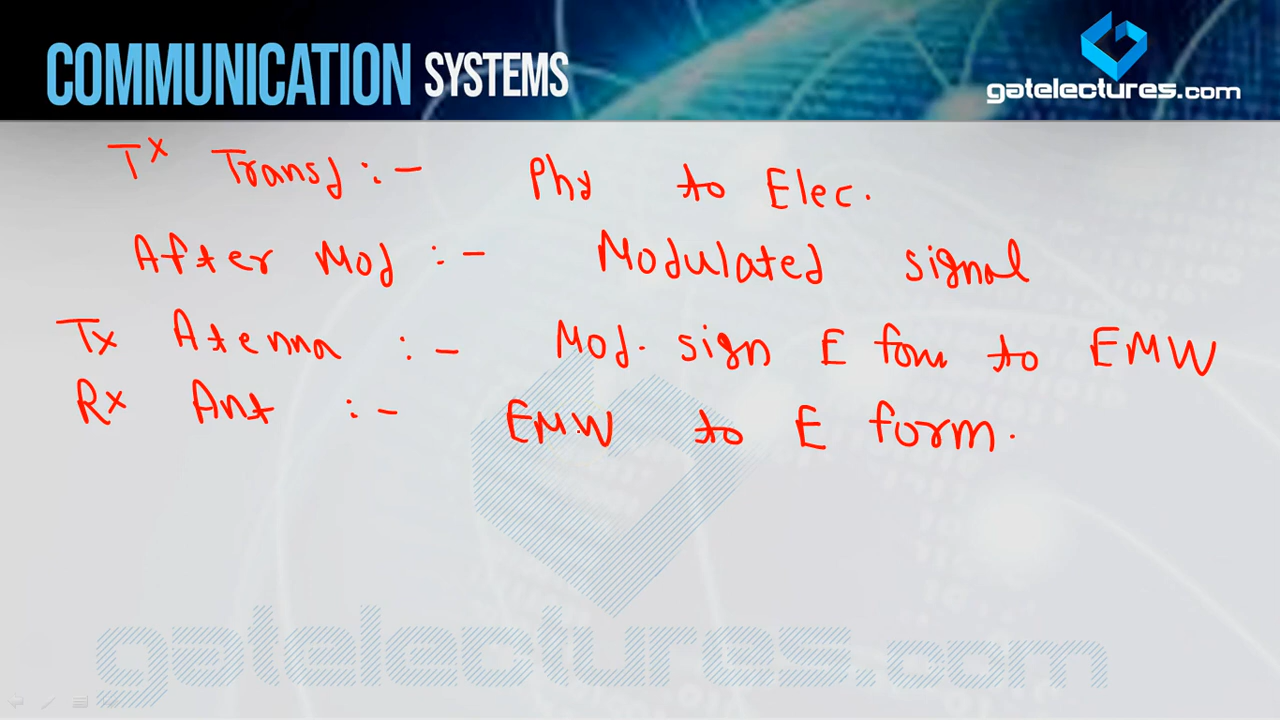 COMMUNICATION SYSTEMS
gatelectures.com
Tx Transd :- Phy to Elec.
After Mod :- Modulated signal
Tx Atenna :- Mod. sign E fom to EMW
Rx Ant :- EMW to E form.
gatelectures.com